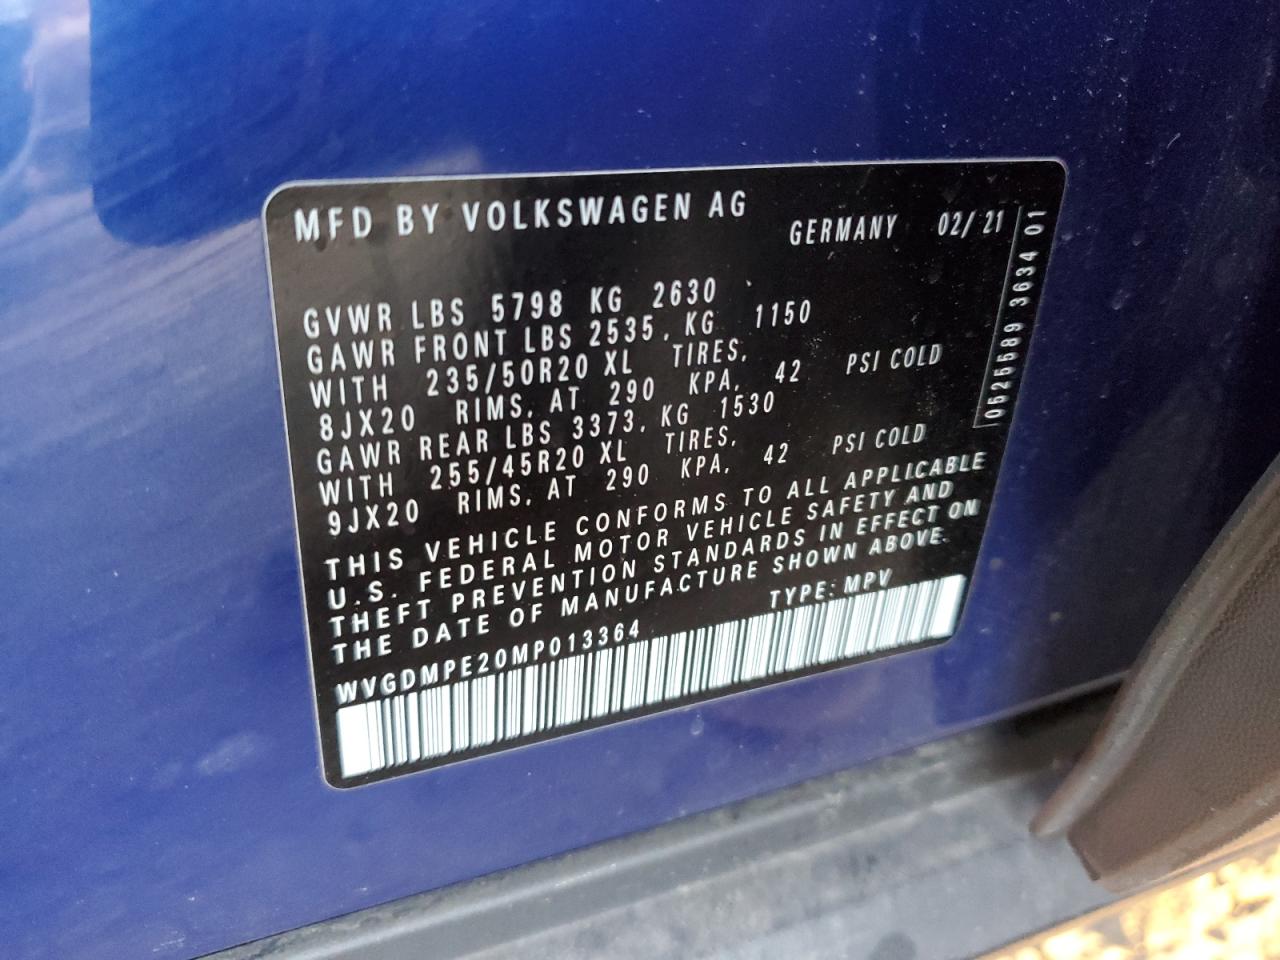 MFD BY VOLKSWAGEN AG
GERMANY 02/21
GVWR LBS 5798 KG 2630
GAWR FRONT LBS 2535, KG 1150
WITH 235/50R20 XL TIRES,
8JX20 RIMS, AT 290 KPA, 42 PSI COLD
GAWR REAR LBS 3373, KG 1530
WITH 255/45R20 XL TIRES,
9JX20 RIMS, AT 290 KPA, 42 PSI COLD
THIS VEHICLE CONFORMS TO ALL APPLICABLE
U.S. FEDERAL MOTOR VEHICLE SAFETY AND
THEFT PREVENTION STANDARDS IN EFFECT ON
THE DATE OF MANUFACTURE SHOWN ABOVE.
WVGDMPE20MP013364 TYPE: MPV
0525589 3634 01